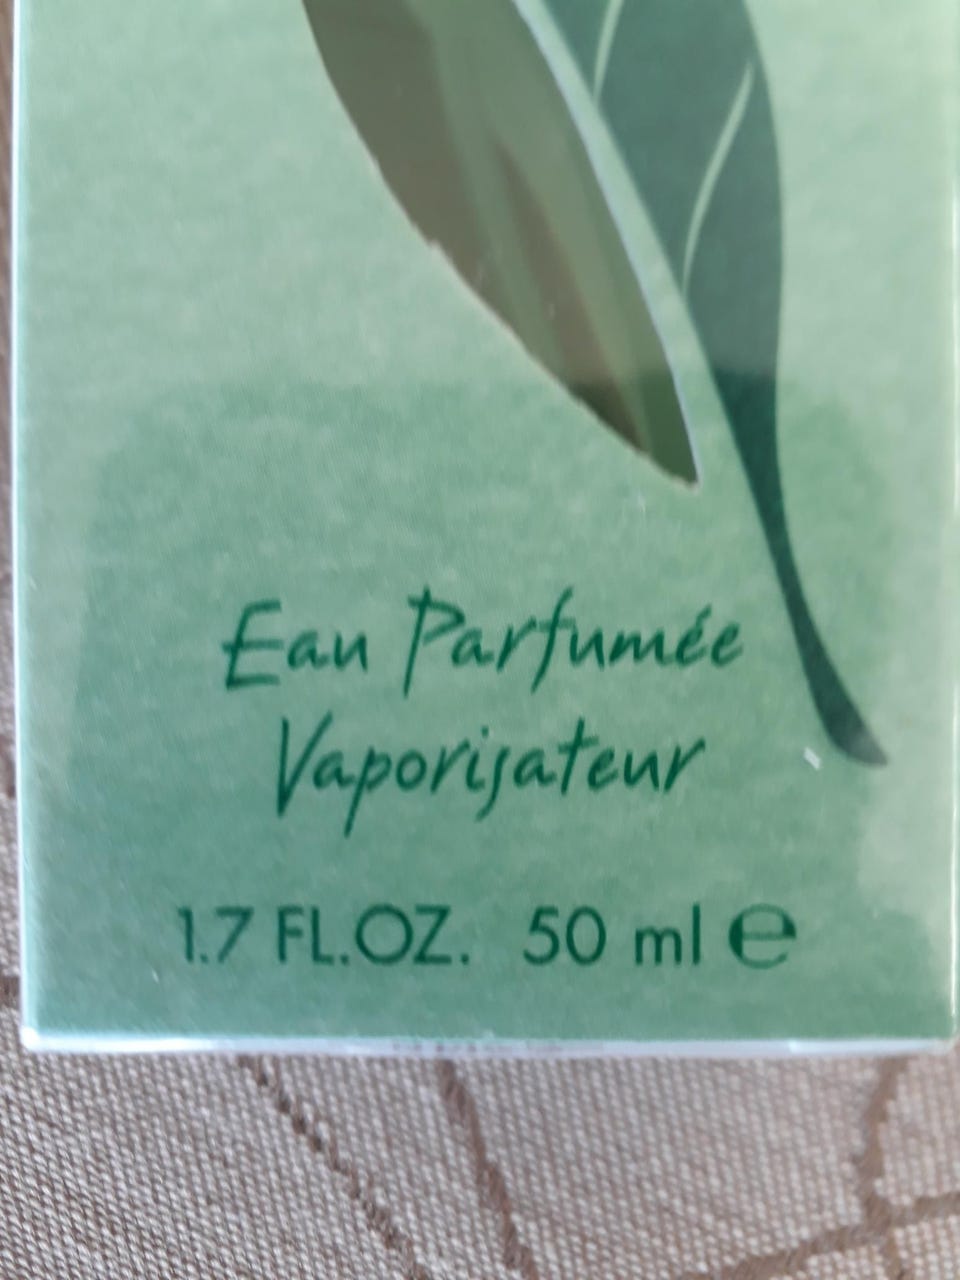 Eau Parfumée
Vaporisateur
1.7 FL.OZ. 50 ml ℮